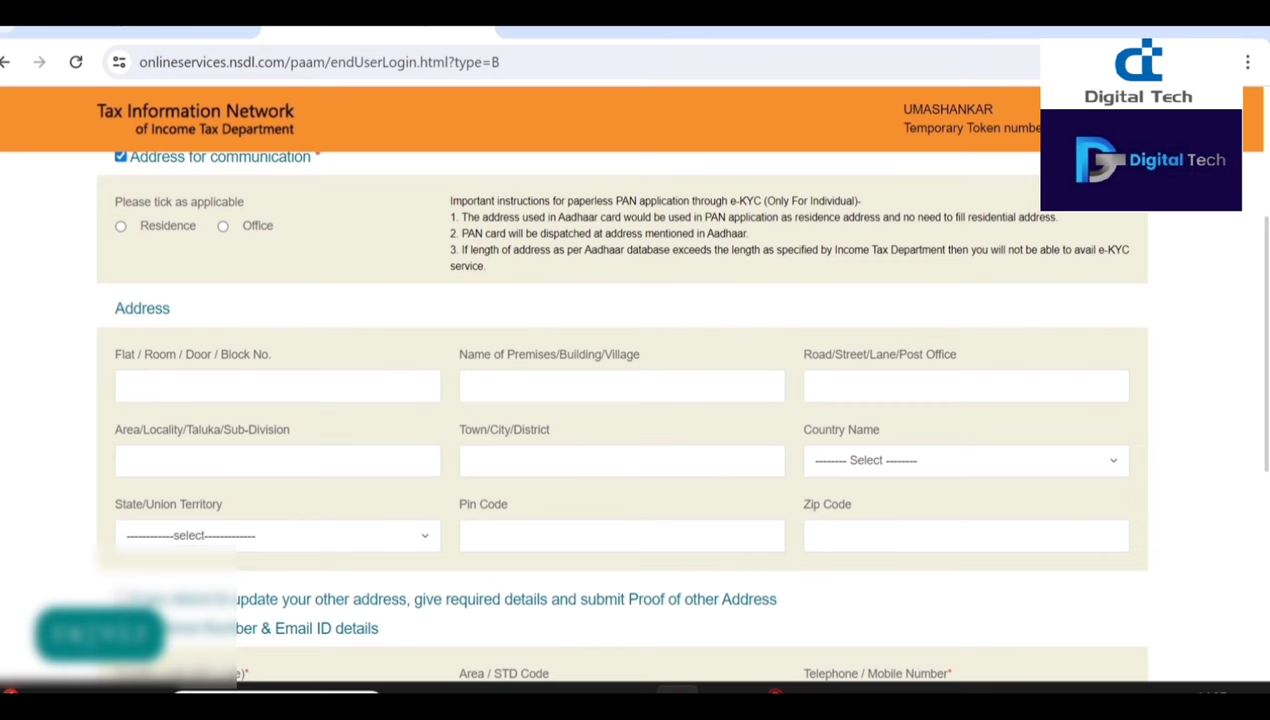 onlineservices.nsdl.com/paam/endUserLogin.html?type=B
Digital Tech
Digital Tech
Tax Information Network
of Income Tax Department
UMASHANKAR
Temporary Token numbe
Address for communication *
Please tick as applicable
Residence
Office
Important instructions for paperless PAN application through e-KYC (Only For Individual)-
1. The address used in Aadhaar card would be used in PAN application as residence address and no need to fill residential address.
2. PAN card will be dispatched at address mentioned in Aadhaar.
3. If length of address as per Aadhaar database exceeds the length as specified by Income Tax Department then you will not be able to avail e-KYC
service.
Address
Flat / Room / Door / Block No.
Name of Premises/Building/Village
Road/Street/Lane/Post Office
Area/Locality/Taluka/Sub-Division
Town/City/District
Country Name
-------- Select --------
State/Union Territory
Pin Code
Zip Code
------------select-------------
update your other address, give required details and submit Proof of other Address
ber & Email ID details
e)*
Area / STD Code
Telephone / Mobile Number*